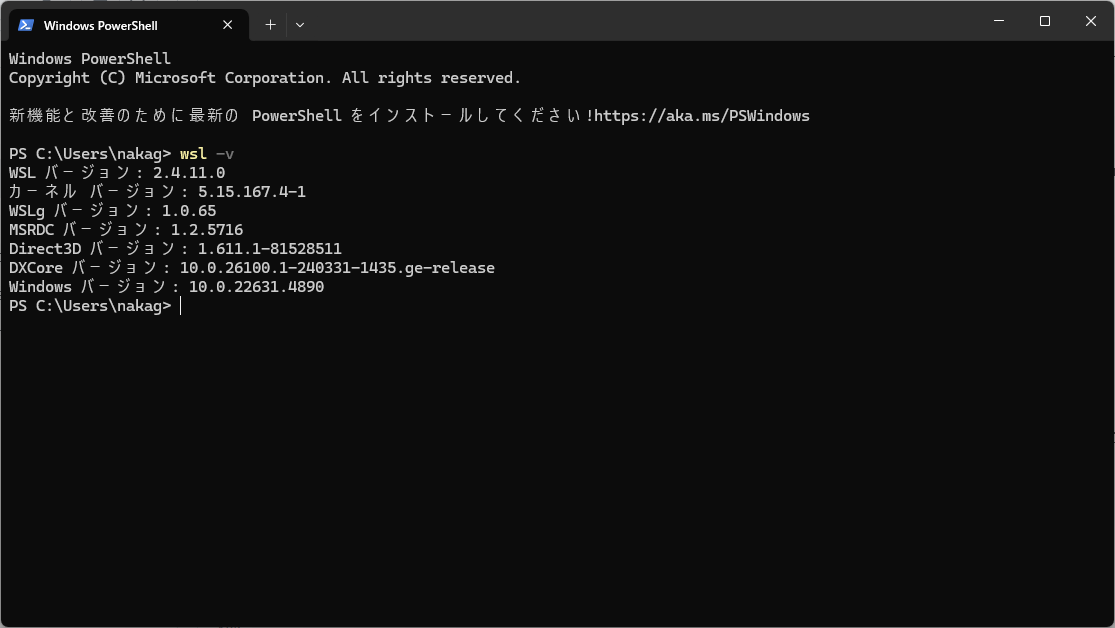 Windows PowerShell
Windows PowerShell
Copyright (C) Microsoft Corporation. All rights reserved.
新機能と改善のために最新の PowerShell をインストールしてください!https://aka.ms/PSWindows
PS C:\Users\nakag> wsl -v
WSL バージョン: 2.4.11.0
カーネル バージョン: 5.15.167.4-1
WSLg バージョン: 1.0.65
MSRDC バージョン: 1.2.5716
Direct3D バージョン: 1.611.1-81528511
DXCore バージョン: 10.0.26100.1-240331-1435.ge-release
Windows バージョン: 10.0.22631.4890
PS C:\Users\nakag>